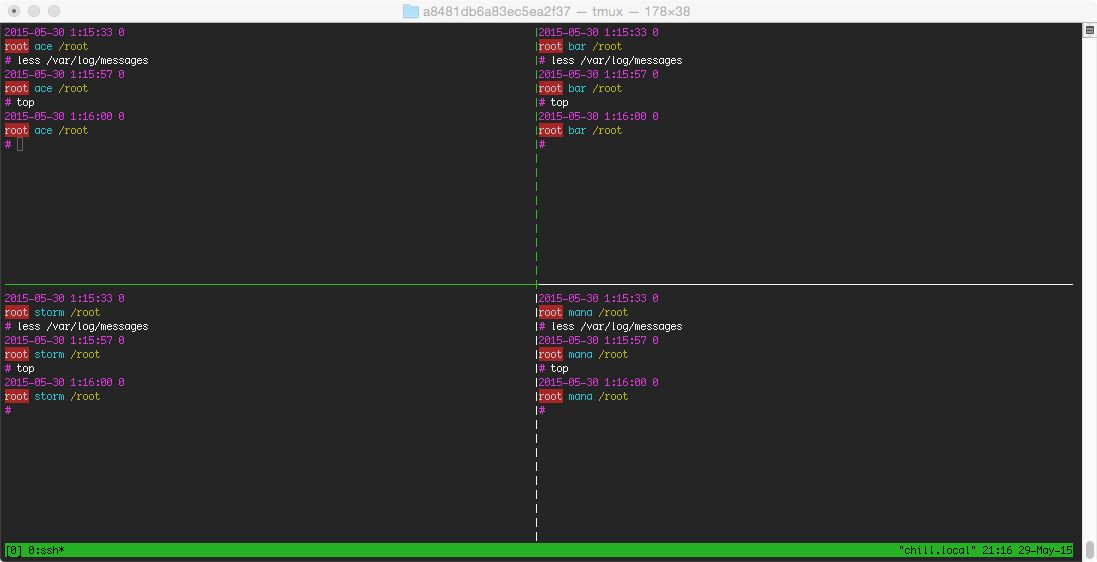 a8481db6a83ec5ea2f37 — tmux — 178×38
2015-05-30 1:15:33 0
root ace /root
# less /var/log/messages
2015-05-30 1:15:57 0
root ace /root
# top
2015-05-30 1:16:00 0
root ace /root
#
2015-05-30 1:15:33 0
root bar /root
# less /var/log/messages
2015-05-30 1:15:57 0
root bar /root
# top
2015-05-30 1:16:00 0
root bar /root
#
2015-05-30 1:15:33 0
root storm /root
# less /var/log/messages
2015-05-30 1:15:57 0
root storm /root
# top
2015-05-30 1:16:00 0
root storm /root
#
2015-05-30 1:15:33 0
root mana /root
# less /var/log/messages
2015-05-30 1:15:57 0
root mana /root
# top
2015-05-30 1:16:00 0
root mana /root
#
[0] 0:ssh* "chill.local" 21:16 29-May-15